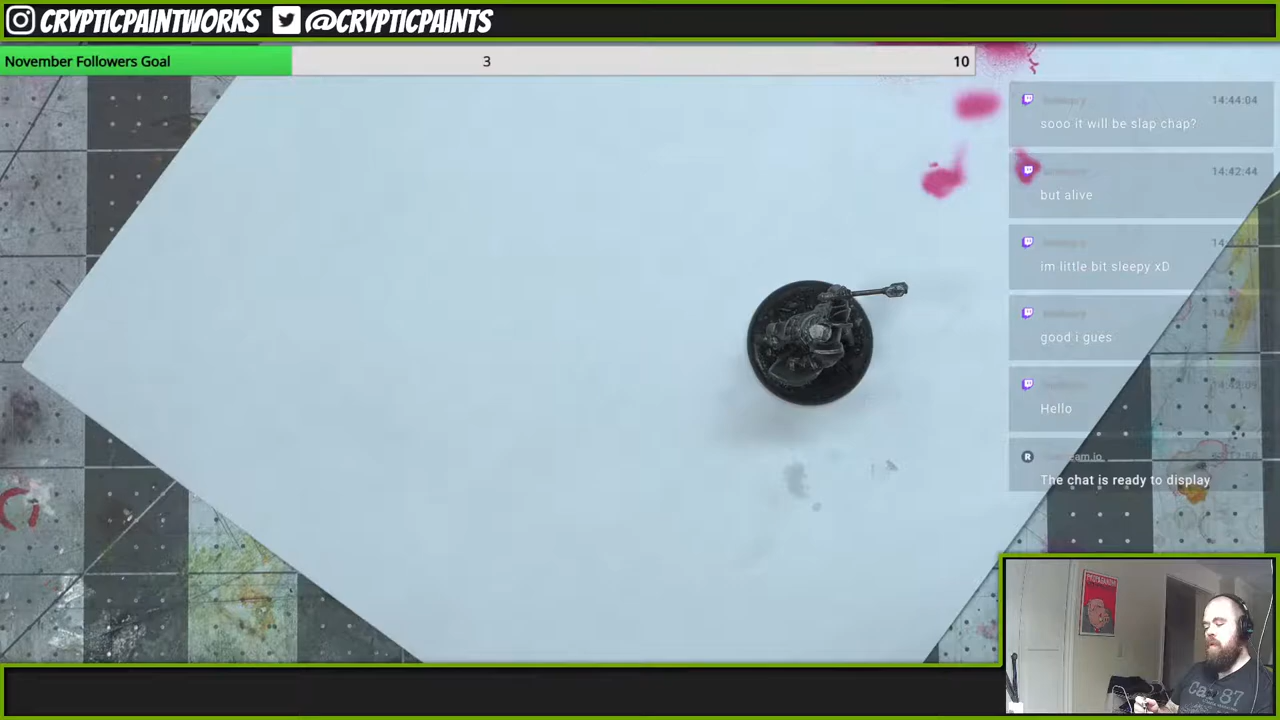 CRYPTICPAINTWORKS @CRYPTICPAINTS
November Followers Goal 3 10
14:44:04
sooo it will be slap chap?
14:42:44
but alive
im little bit sleepy xD
good i gues
Hello
The chat is ready to display
87